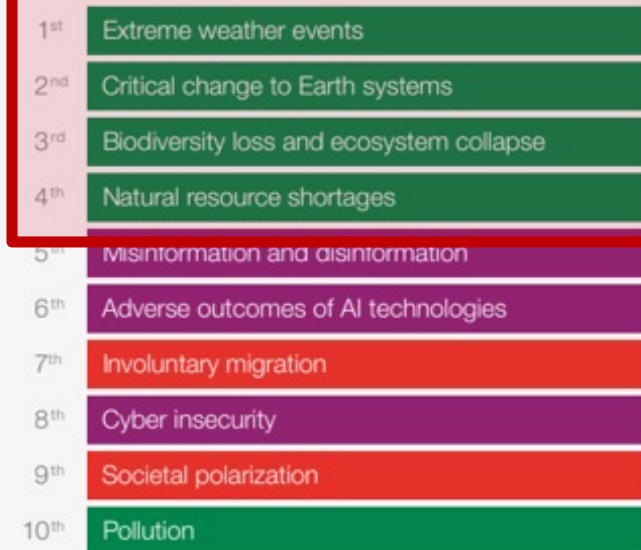 1st Extreme weather events
2nd Critical change to Earth systems
3rd Biodiversity loss and ecosystem collapse
4th Natural resource shortages
5th Misinformation and disinformation
6th Adverse outcomes of AI technologies
7th Involuntary migration
8th Cyber insecurity
9th Societal polarization
10th Pollution